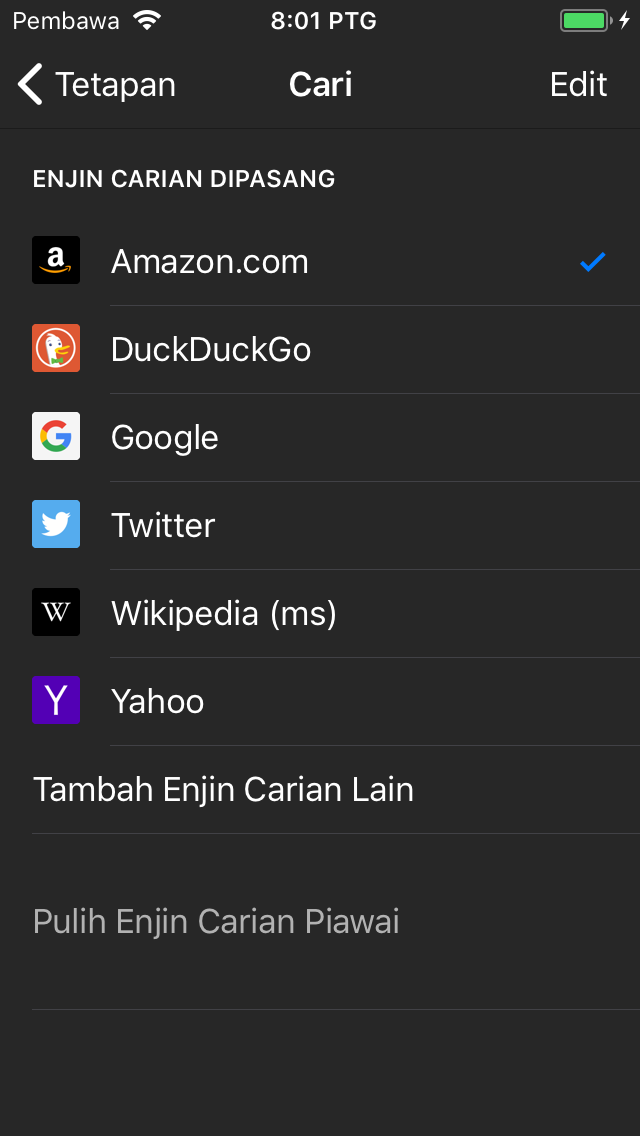 Pembawa 8:01 PTG
Tetapan Cari Edit
ENJIN CARIAN DIPASANG
a Amazon.com
DuckDuckGo
G Google
Twitter
W Wikipedia (ms)
Y Yahoo
Tambah Enjin Carian Lain
Pulih Enjin Carian Piawai